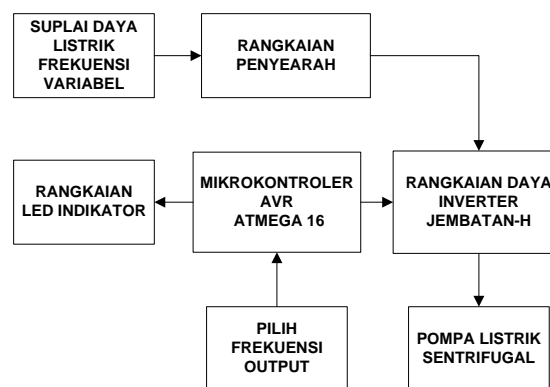 SUPLAI DAYA
LISTRIK
FREKUENSI
VARIABEL
RANGKAIAN
PENYEARAH
RANGKAIAN
LED INDIKATOR
MIKROKONTROLER
AVR
ATMEGA 16
RANGKAIAN DAYA
INVERTER
JEMBATAN-H
PILIH
FREKUENSI
OUTPUT
POMPA LISTRIK
SENTRIFUGAL